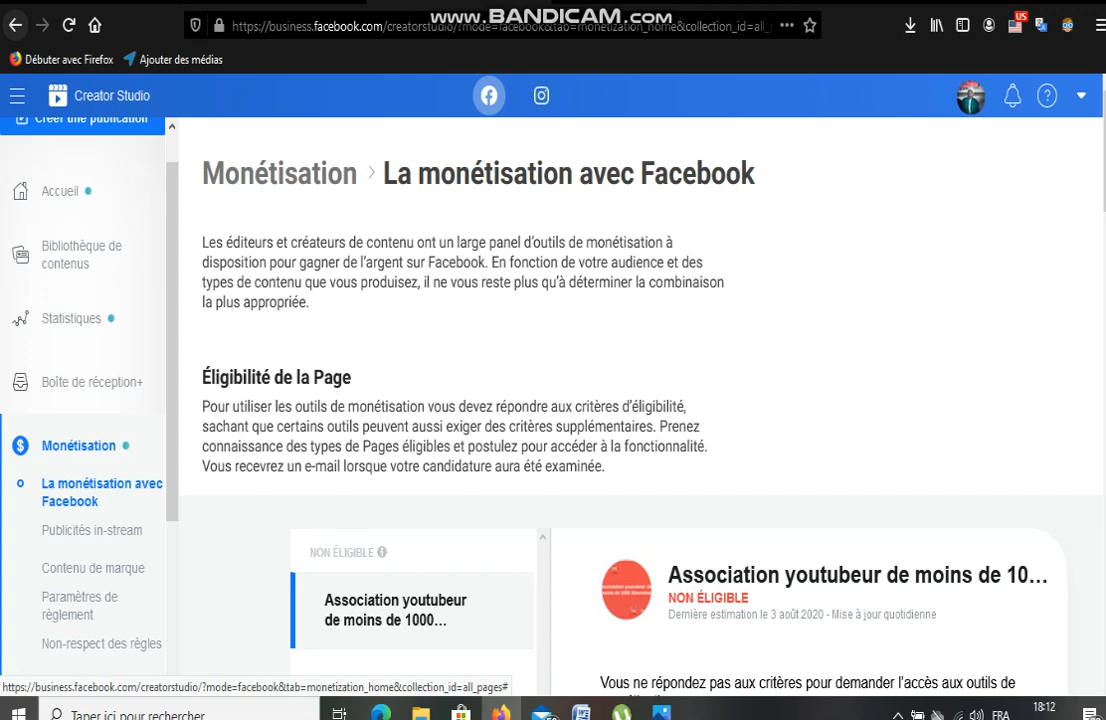 www.BANDICAM.com
https://business.facebook.com/creatorstudio/?mode=facebook&tab=monetization_home&collection_id=all_
US
Débuter avec Firefox
Ajouter des médias
Creator Studio
Créer une publication
Accueil
Bibliothèque de
contenus
Statistiques
Boîte de réception+
Monétisation
La monétisation avec
Facebook
Publicités in-stream
Contenu de marque
Paramètres de
règlement
Non-respect des règles
Monétisation > La monétisation avec Facebook
Les éditeurs et créateurs de contenu ont un large panel d'outils de monétisation à
disposition pour gagner de l'argent sur Facebook. En fonction de votre audience et des
types de contenu que vous produisez, il ne vous reste plus qu'à déterminer la combinaison
la plus appropriée.
Éligibilité de la Page
Pour utiliser les outils de monétisation vous devez répondre aux critères d'éligibilité,
sachant que certains outils peuvent aussi exiger des critères supplémentaires. Prenez
connaissance des types de Pages éligibles et postulez pour accéder à la fonctionnalité.
Vous recevrez un e-mail lorsque votre candidature aura été examinée.
NON ÉLIGIBLE
Association youtubeur
de moins de 1000...
Association youtubeur de moins de 10...
NON ÉLIGIBLE
Dernière estimation le 3 août 2020 - Mise à jour quotidienne
Vous ne répondez pas aux critères pour demander l'accès aux outils de
https://business.facebook.com/creatorstudio/?mode=facebook&tab=monetization_home&collection_id=all_pages#
Taper ici pour rechercher
FRA
18:12